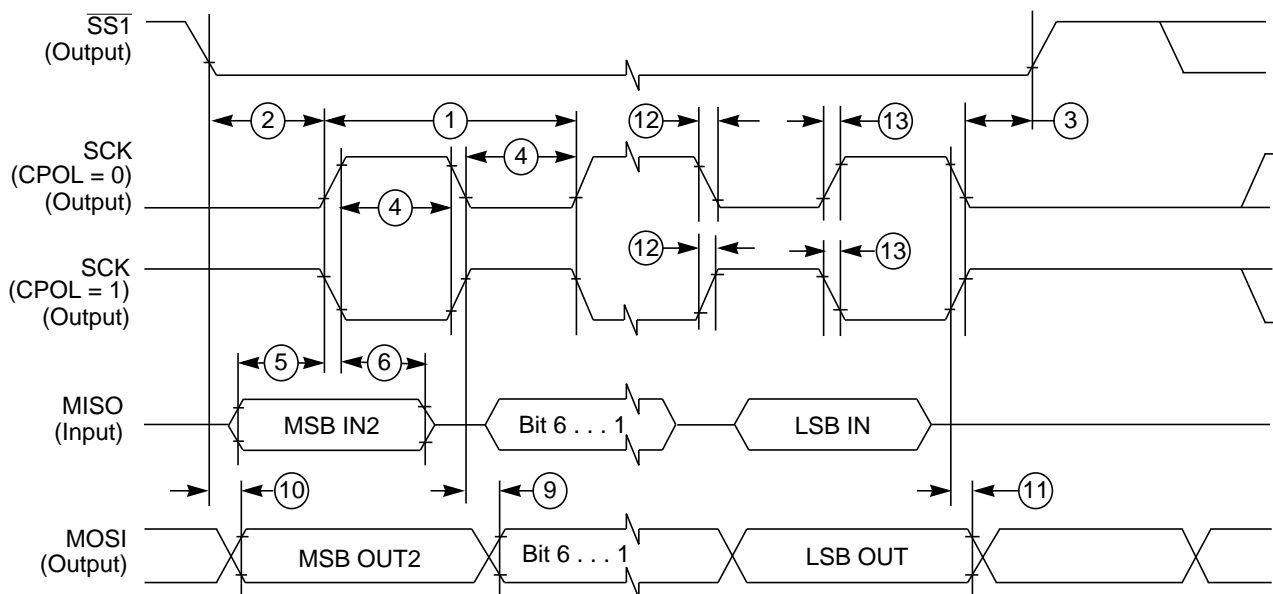 SS1
(Output)
2
1
12
13
3
SCK
(CPOL = 0)
(Output)
4
4
12
13
SCK
(CPOL = 1)
(Output)
5
6
MISO
(Input)
MSB IN2
Bit 6 . . . 1
LSB IN
10
9
11
MOSI
(Output)
MSB OUT2
Bit 6 . . . 1
LSB OUT